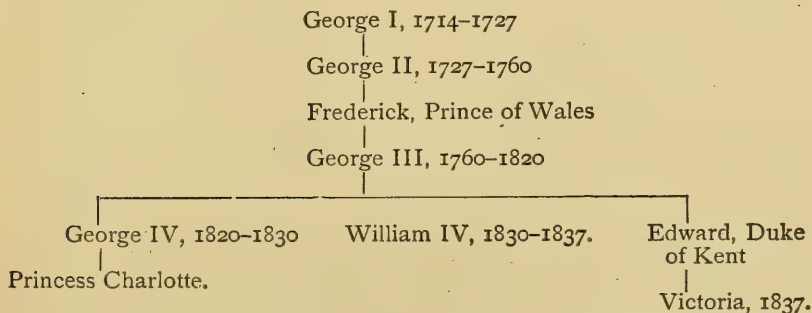 George I, 1714–1727
George II, 1727–1760
Frederick, Prince of Wales
George III, 1760–1820
George IV, 1820–1830
William IV, 1830–1837.
Edward, Duke
of Kent
Princess Charlotte.
Victoria, 1837.